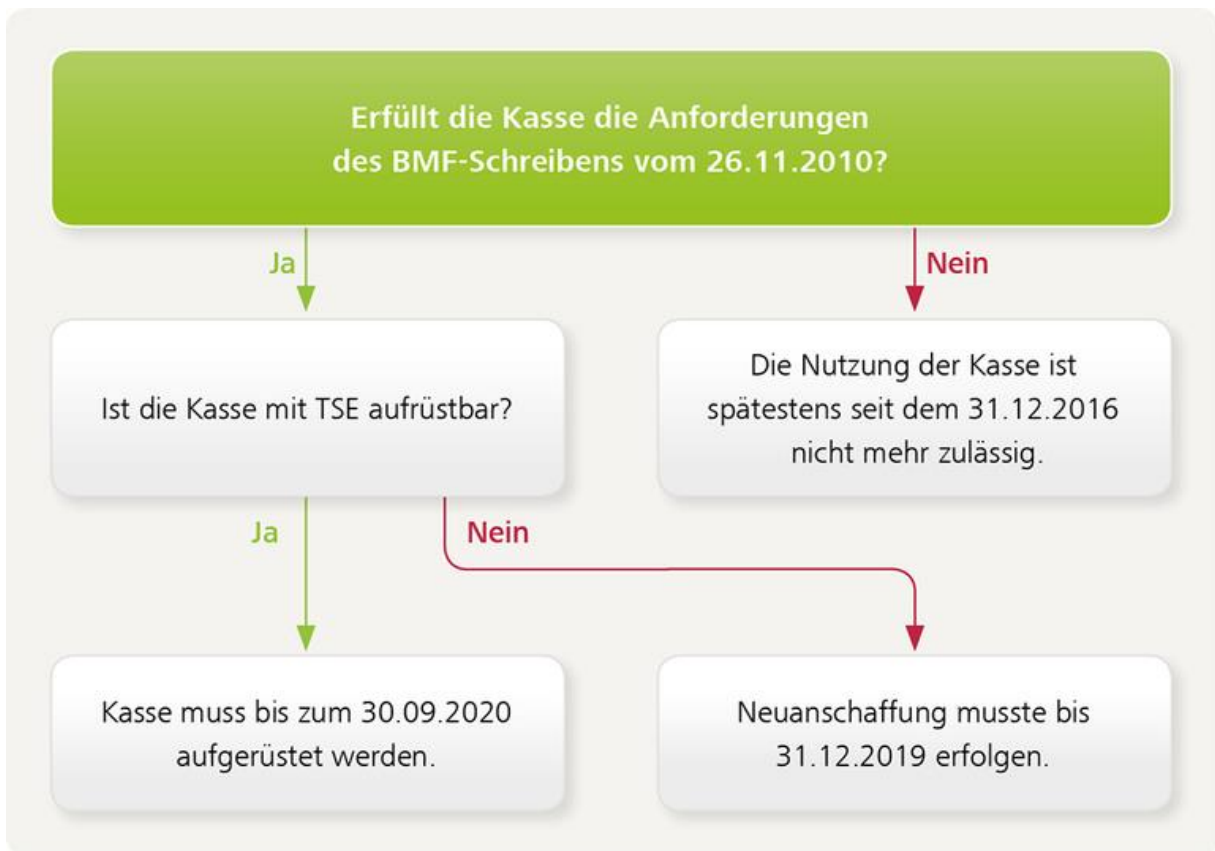 Erfüllt die Kasse die Anforderungen
des BMF-Schreibens vom 26.11.2010?
Ja
Nein
Ist die Kasse mit TSE aufrüstbar?
Die Nutzung der Kasse ist
spätestens seit dem 31.12.2016
nicht mehr zulässig.
Ja
Nein
Kasse muss bis zum 30.09.2020
aufgerüstet werden.
Neuanschaffung musste bis
31.12.2019 erfolgen.